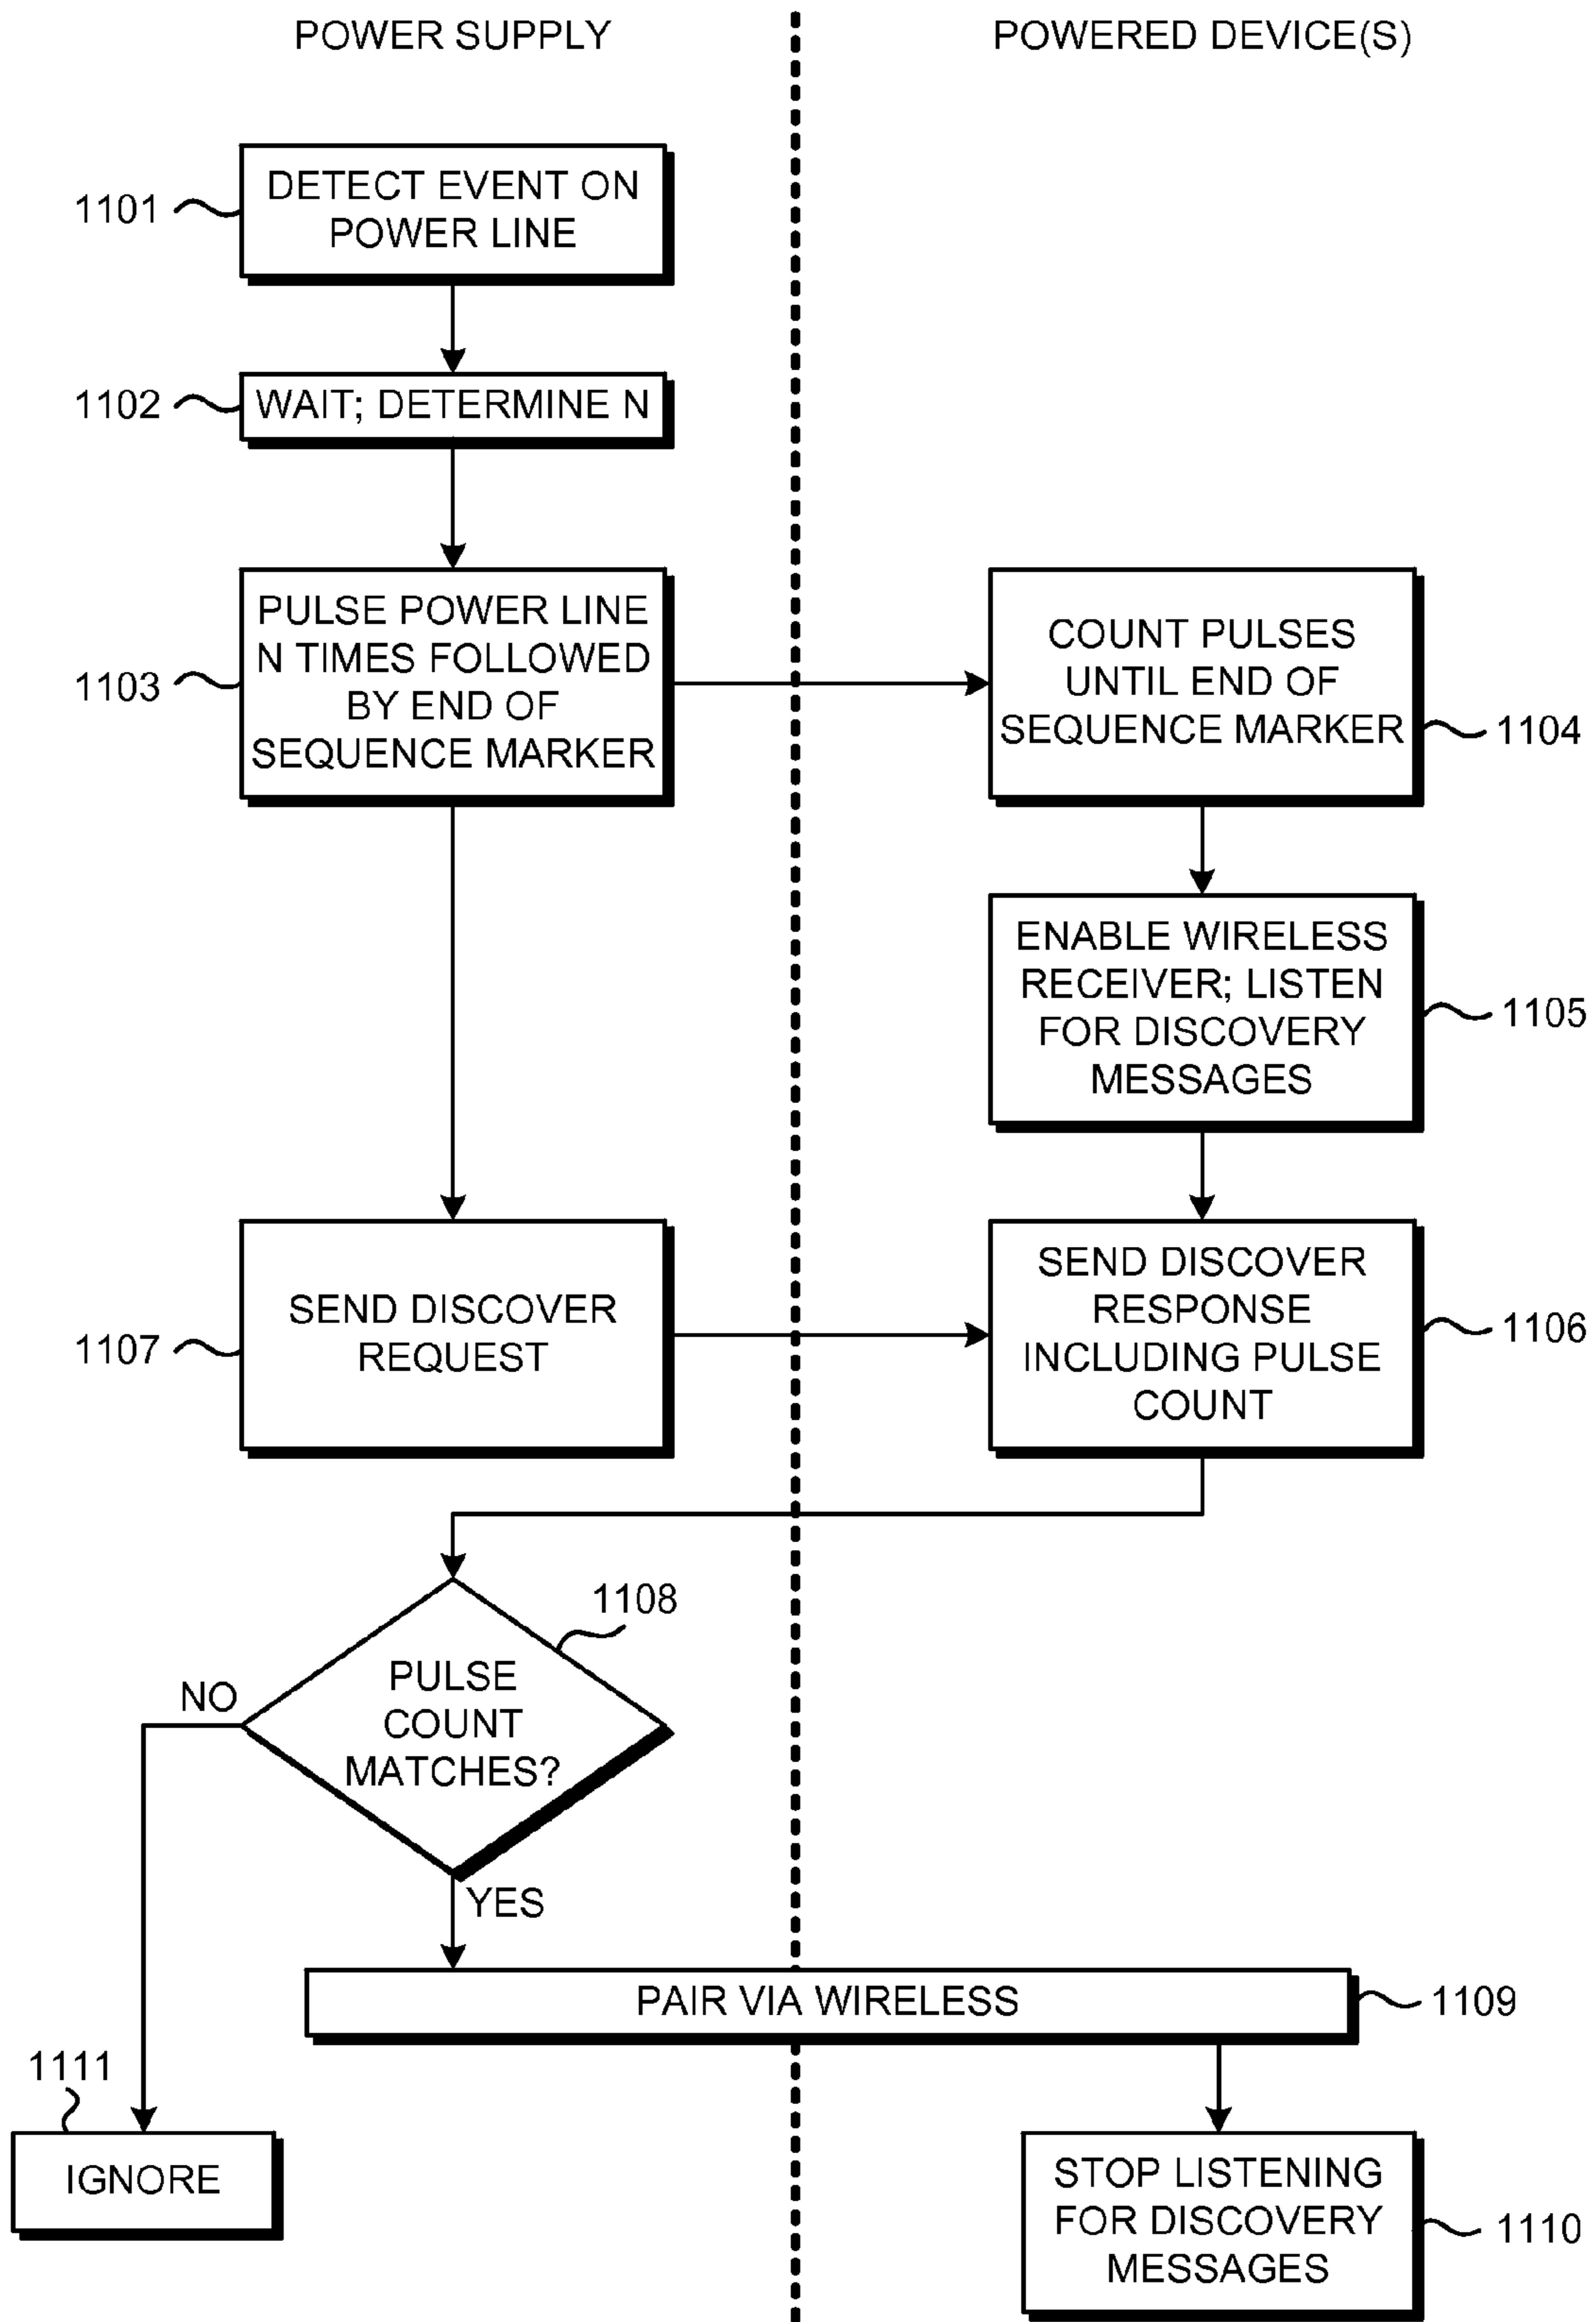 POWER SUPPLY
POWERED DEVICE(S)
1101
DETECT EVENT ON
POWER LINE
1102
WAIT; DETERMINE N
1103
PULSE POWER LINE
N TIMES FOLLOWED
BY END OF
SEQUENCE MARKER
COUNT PULSES
UNTIL END OF
SEQUENCE MARKER
1104
ENABLE WIRELESS
RECEIVER; LISTEN
FOR DISCOVERY
MESSAGES
1105
1107
SEND DISCOVER
REQUEST
SEND DISCOVER
RESPONSE
INCLUDING PULSE
COUNT
1106
1108
PULSE
COUNT
MATCHES?
NO
YES
PAIR VIA WIRELESS
1109
1111
IGNORE
STOP LISTENING
FOR DISCOVERY
MESSAGES
1110